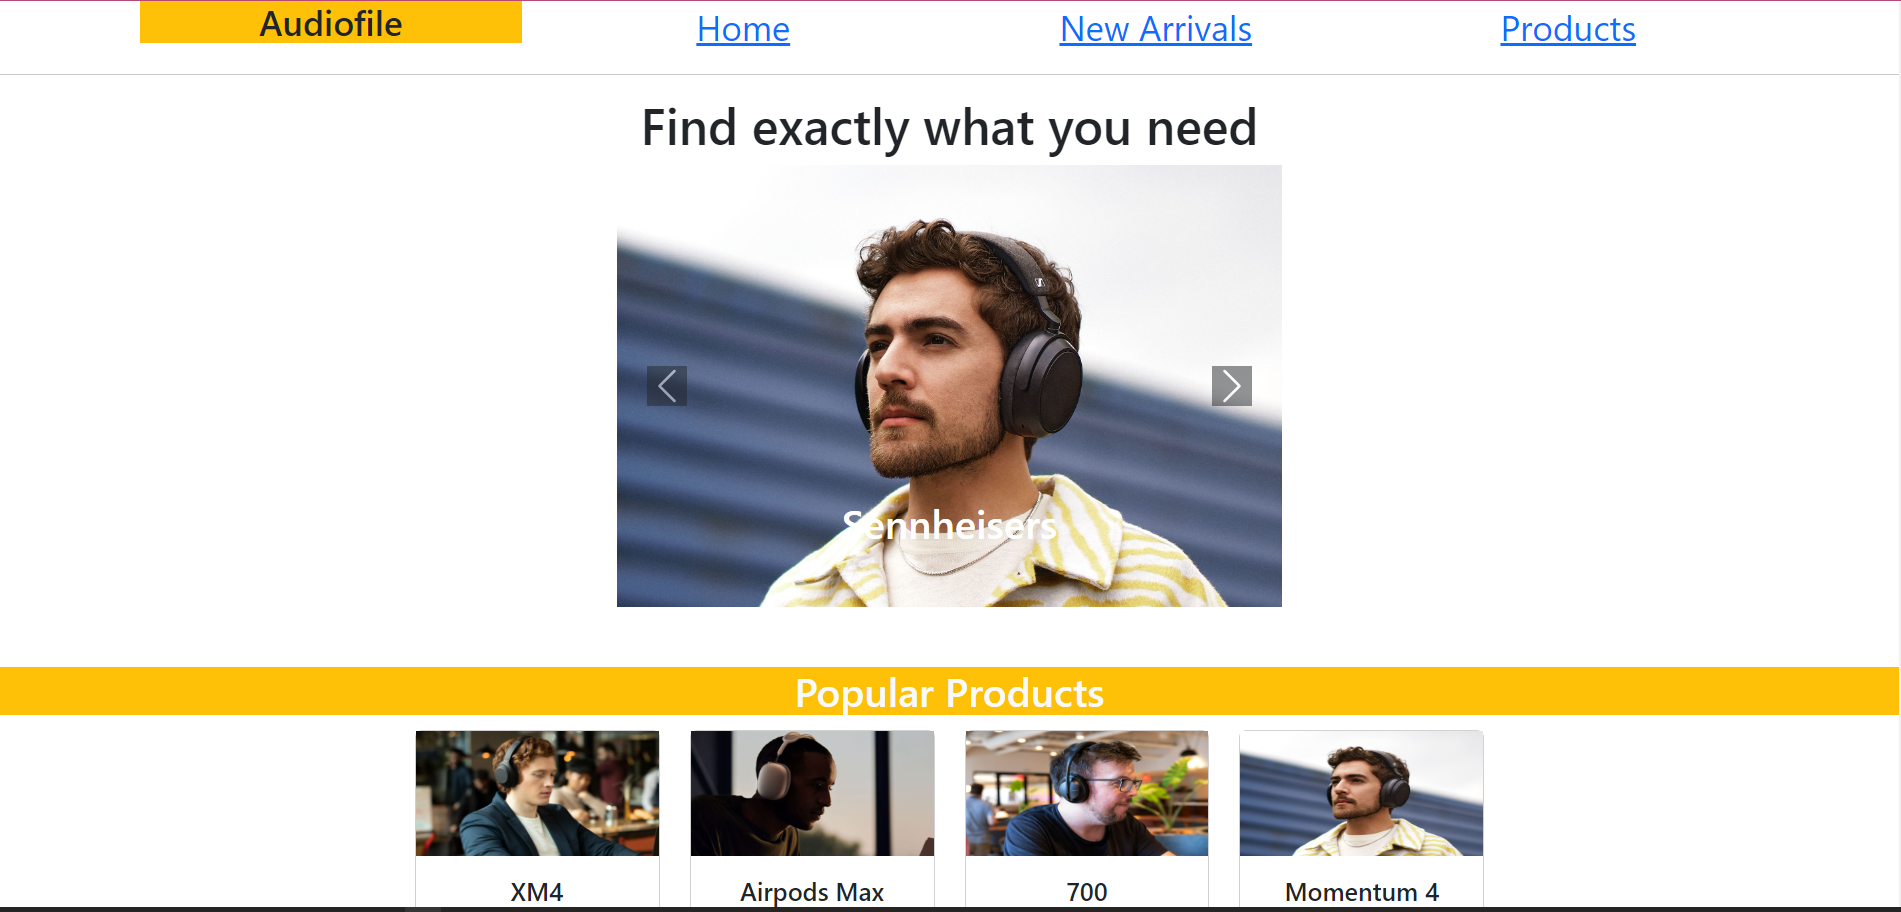 Audiofile Home New Arrivals Products
Find exactly what you need
Sennheisers
Popular Products
XM4 Airpods Max 700 Momentum 4